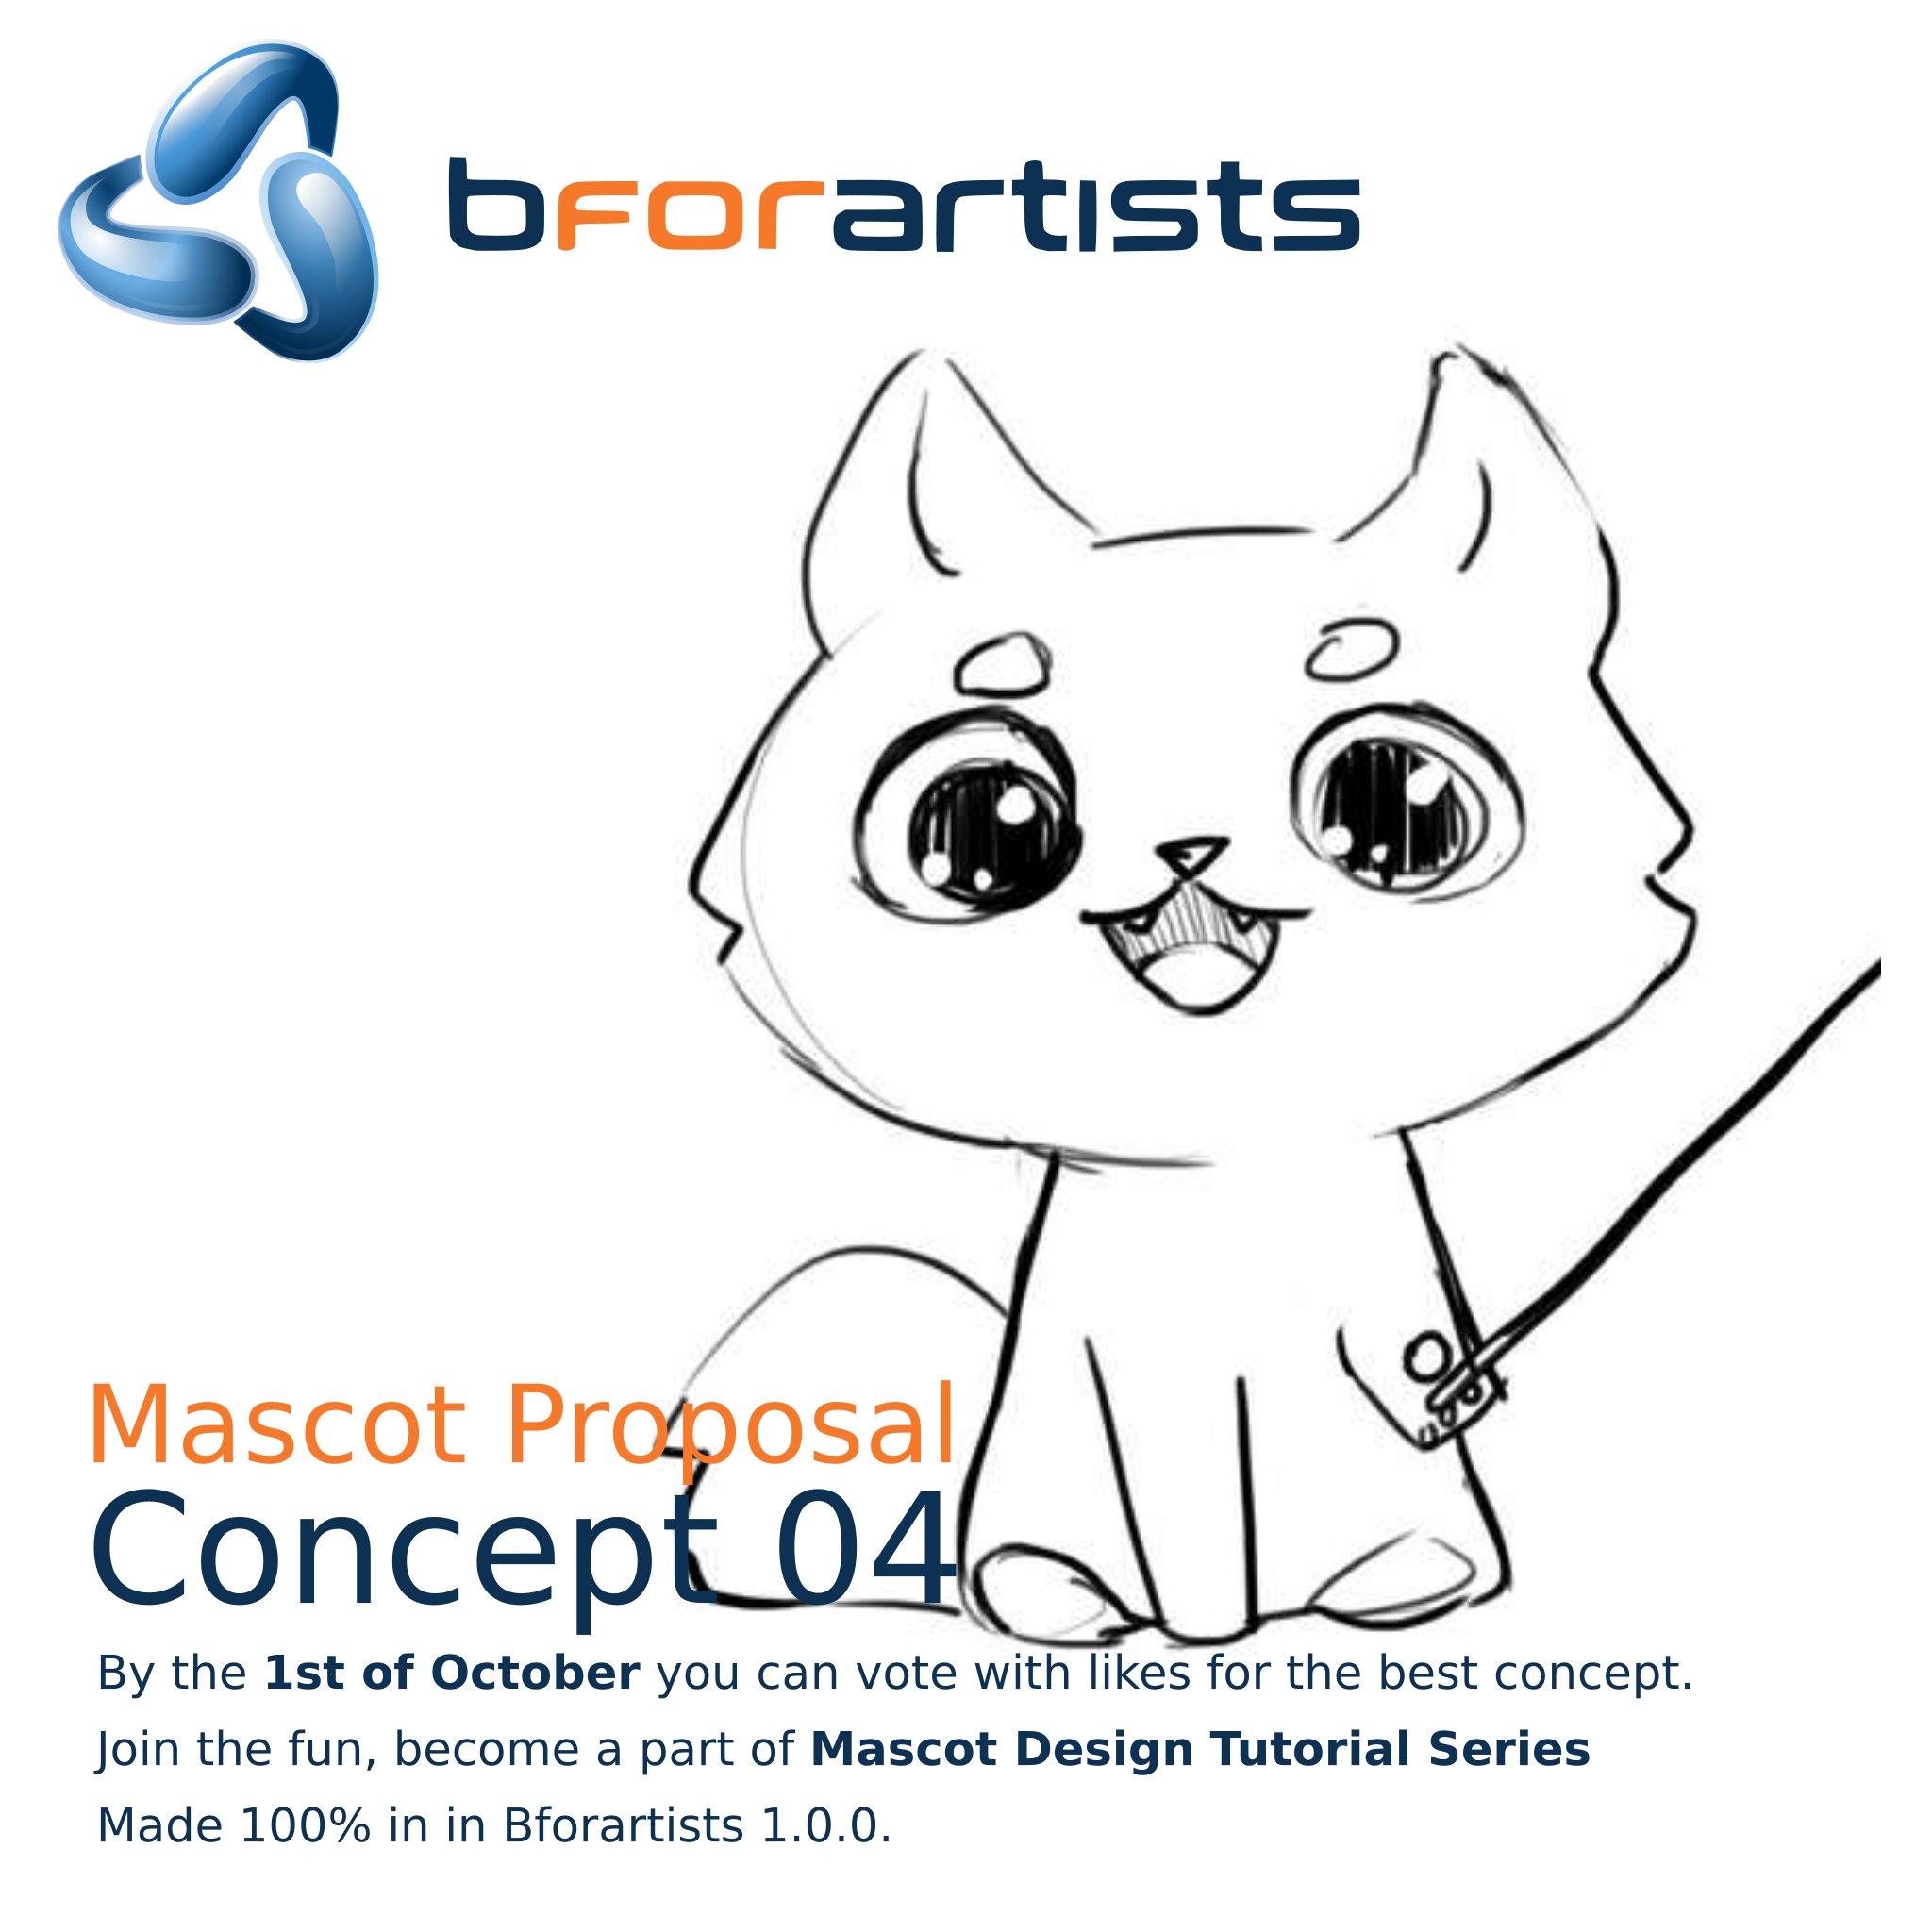 bforartists
Mascot Proposal
Concept 04
By the 1st of October you can vote with likes for the best concept.
Join the fun, become a part of Mascot Design Tutorial Series
Made 100% in in Bforartists 1.0.0.